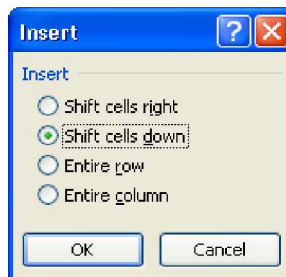 Insert
Insert
Shift cells right
Shift cells down
Entire row
Entire column
OK Cancel